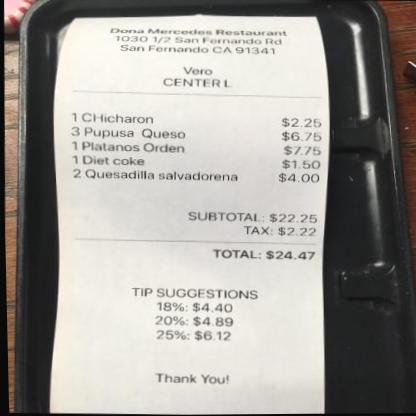 Dona Mercedes Restaurant
1030 1/2 San Fernando Rd
San Fernando CA 91341
Vero
CENTER L
1 CHicharon $2.25
3 Pupusa Queso $6.75
1 Platanos Orden $7.75
1 Diet coke $1.50
2 Quesadilla salvadorena $4.00
SUBTOTAL: $22.25
TAX: $2.22
TOTAL: $24.47
TIP SUGGESTIONS
18%: $4.40
20%: $4.89
25%: $6.12
Thank You!